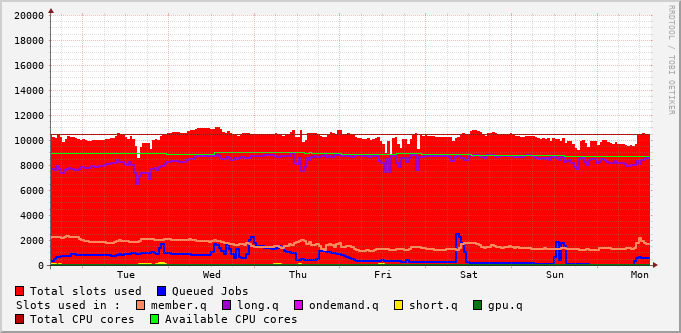 20000
18000
16000
14000
12000
10000
8000
6000
4000
2000
0
Tue Wed Thu Fri Sat Sun Mon
Total slots used Queued Jobs
Slots used in : member.q long.q ondemand.q short.q gpu.q
Total CPU cores Available CPU cores
RRDTOOL / TOBI OETIKER